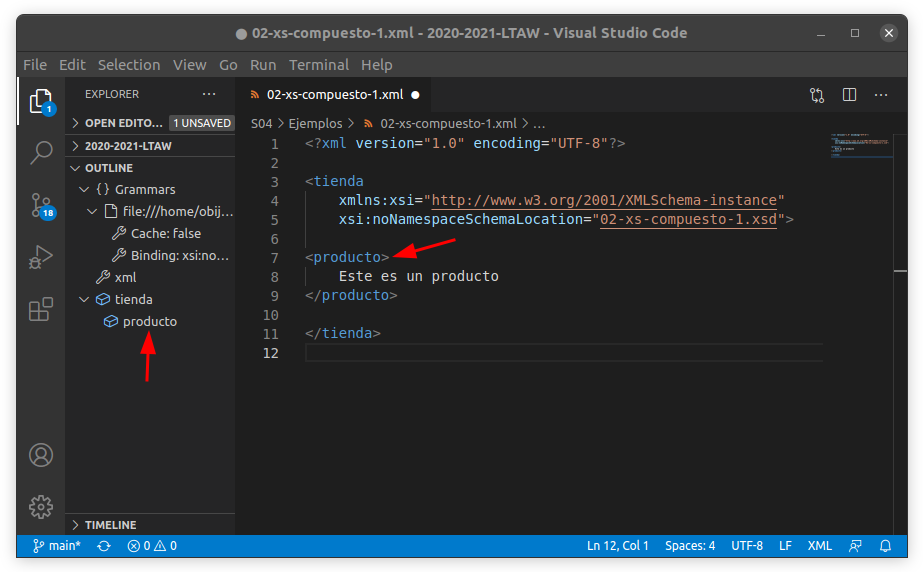 02-xs-compuesto-1.xml - 2020-2021-LTAW - Visual Studio Code
File Edit Selection View Go Run Terminal Help
EXPLORER
1
18
OPEN EDITO... 1 UNSAVED
2020-2021-LTAW
OUTLINE
{} Grammars
file:///home/obij...
Cache: false
Binding: xsi:no...
xml
tienda
producto
TIMELINE
02-xs-compuesto-1.xml
S04 > Ejemplos > 02-xs-compuesto-1.xml > ...
1 <?xml version="1.0" encoding="UTF-8"?>
2
3 <tienda
4 xmlns:xsi="http://www.w3.org/2001/XMLSchema-instance"
5 xsi:noNamespaceSchemaLocation="02-xs-compuesto-1.xsd">
6
7 <producto>
8 Este es un producto
9 </producto>
10
11 </tienda>
12
main* 0 0 Ln 12, Col 1 Spaces: 4 UTF-8 LF XML